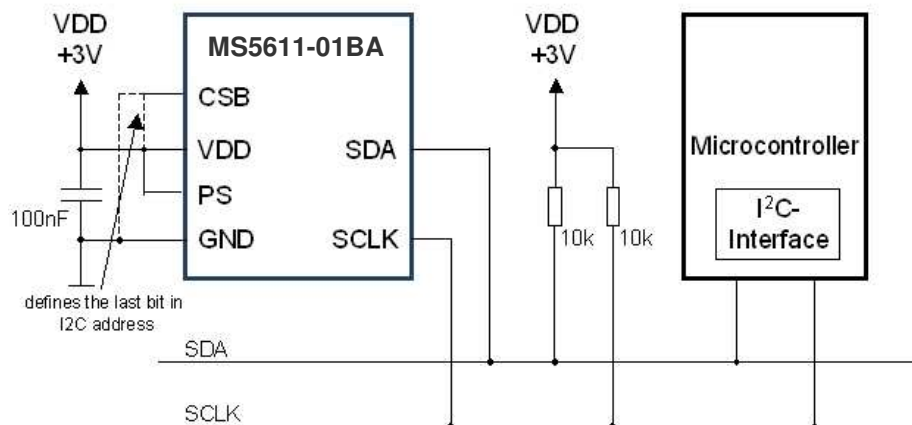 VDD
+3V
MS5611-01BA
CSB
VDD
PS
GND
SDA
SCLK
100nF
defines the last bit in
I2C address
VDD
+3V
10k
10k
Microcontroller
I²C-
Interface
SDA
SCLK